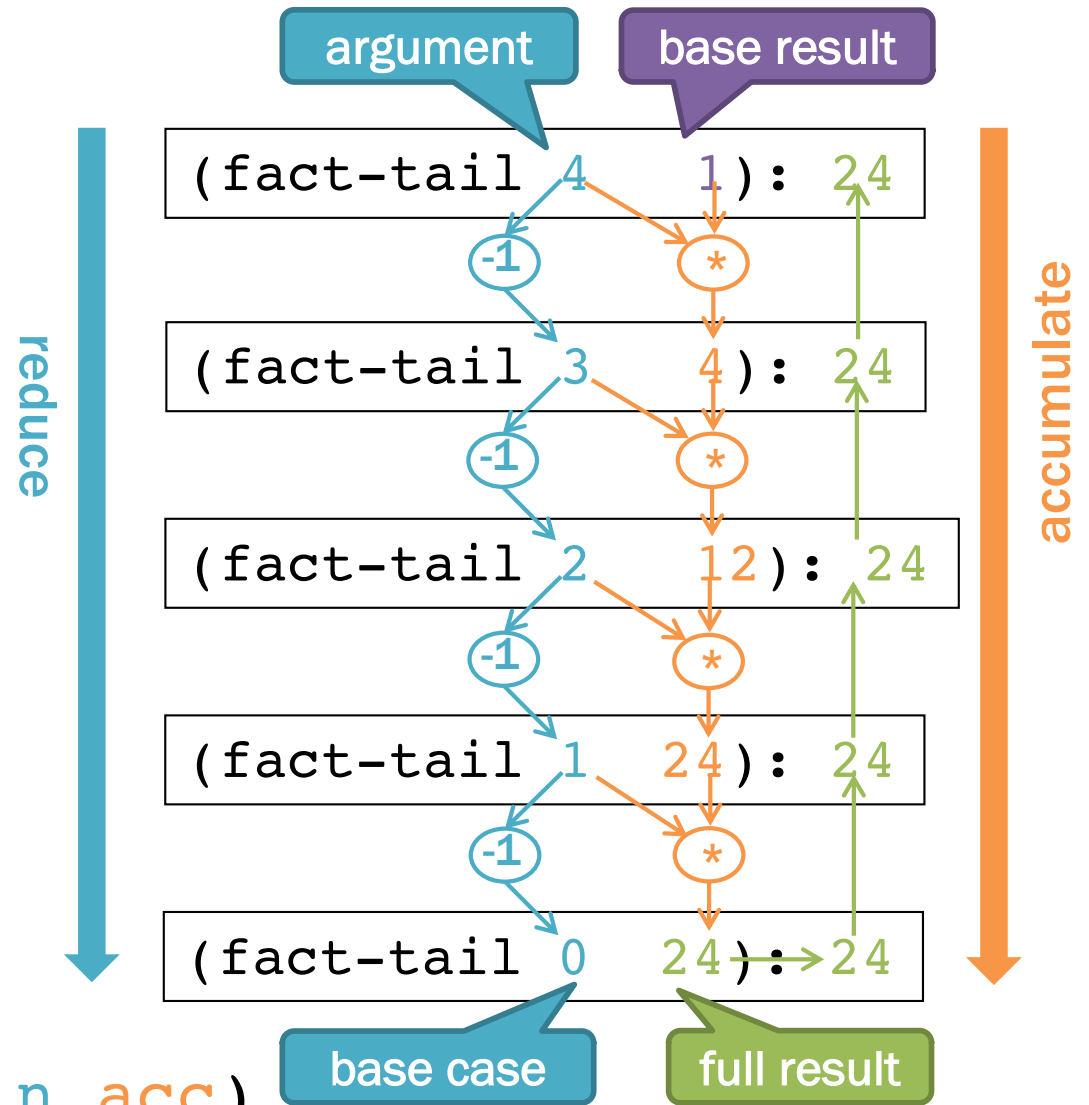 argument
base result
(fact-tail 4 1): 24
-1 *
(fact-tail 3 4): 24
-1 *
(fact-tail 2 12): 24
-1 *
(fact-tail 1 24): 24
-1 *
(fact-tail 0 24): 24
reduce
accumulate
base case
full result
n acc)